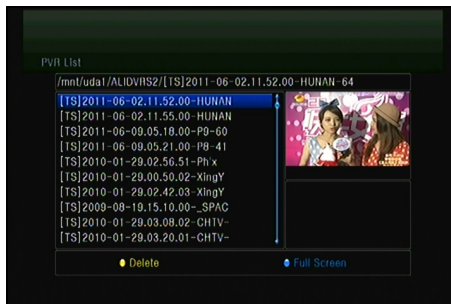 PVR List
/mnt/uda1/ALIDVRS2/[TS]2011-06-02.11.52.00-HUNAN-64
[TS]2011-06-02.11.52.00-HUNAN
[TS]2011-06-02.11.55.00-HUNAN
[TS]2011-06-09.05.18.00-P9-60
[TS]2011-06-09.05.21.00-P8-41
[TS]2010-01-29.02.56.51-Ph'x
[TS]2010-01-29.00.50.02-XingY
[TS]2010-01-29.02.42.03-XingY
[TS]2009-08-19.15.10.00-_SPAC
[TS]2010-01-29.03.08.02-CHTV-
[TS]2010-01-29.03.20.01-CHTV-
Delete
Full Screen